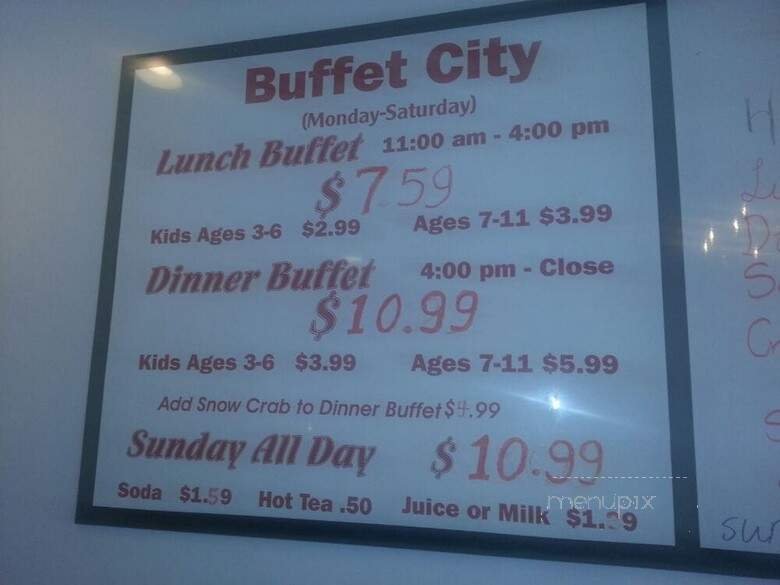 Buffet City
(Monday-Saturday)
Lunch Buffet 11:00 am - 4:00 pm
$7.59
Kids Ages 3-6 $2.99 Ages 7-11 $3.99
Dinner Buffet 4:00 pm - Close
$10.99
Kids Ages 3-6 $3.99 Ages 7-11 $5.99
Add Snow Crab to Dinner Buffet $4.99
Sunday All Day $10.99
menupix
Soda $1.59 Hot Tea .50 Juice or Milk